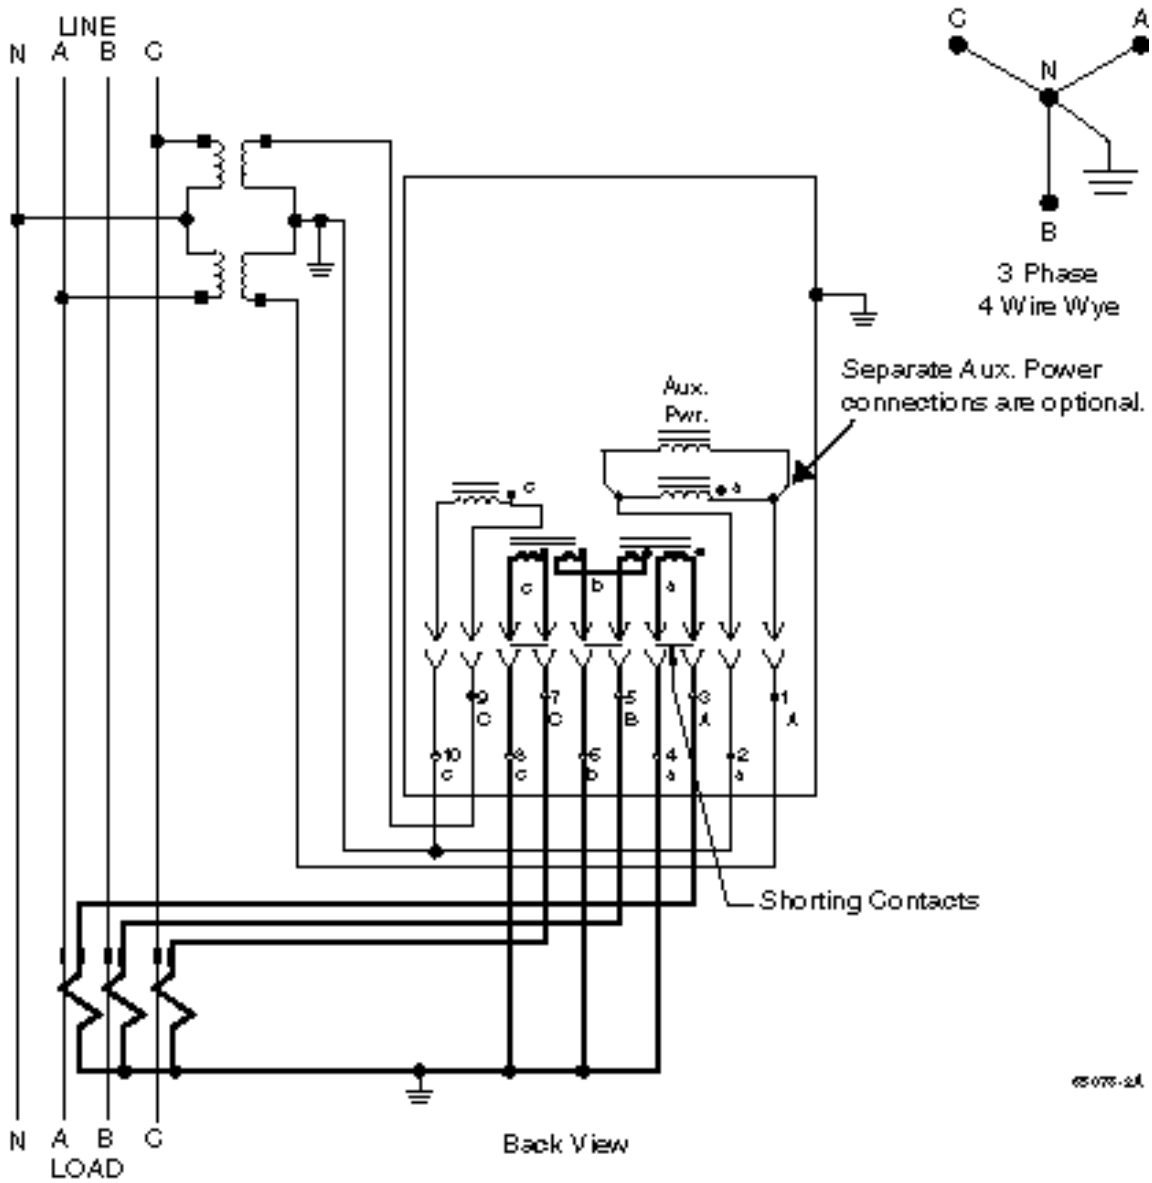 LINE
N A B C
C A
N
B
3 Phase
4 Wire Wye
Separate Aux. Power
connections are optional.
Aux.
Pwr.
c a
c b a
9 7 5 3 1
C C B A A
10 8 6 4 2
c c b a a
Shorting Contacts
N A B C
LOAD
Back View